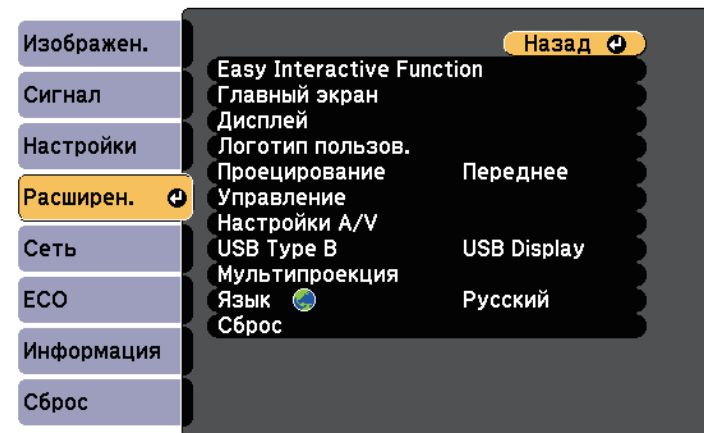 Изображен.
Сигнал
Настройки
Расширен.
Сеть
ECO
Информация
Сброс
Назад
Easy Interactive Function
Главный экран
Дисплей
Логотип пользов.
Проецирование Переднее
Управление
Настройки A/V
USB Type B USB Display
Мультипроекция
Язык Русский
Сброс